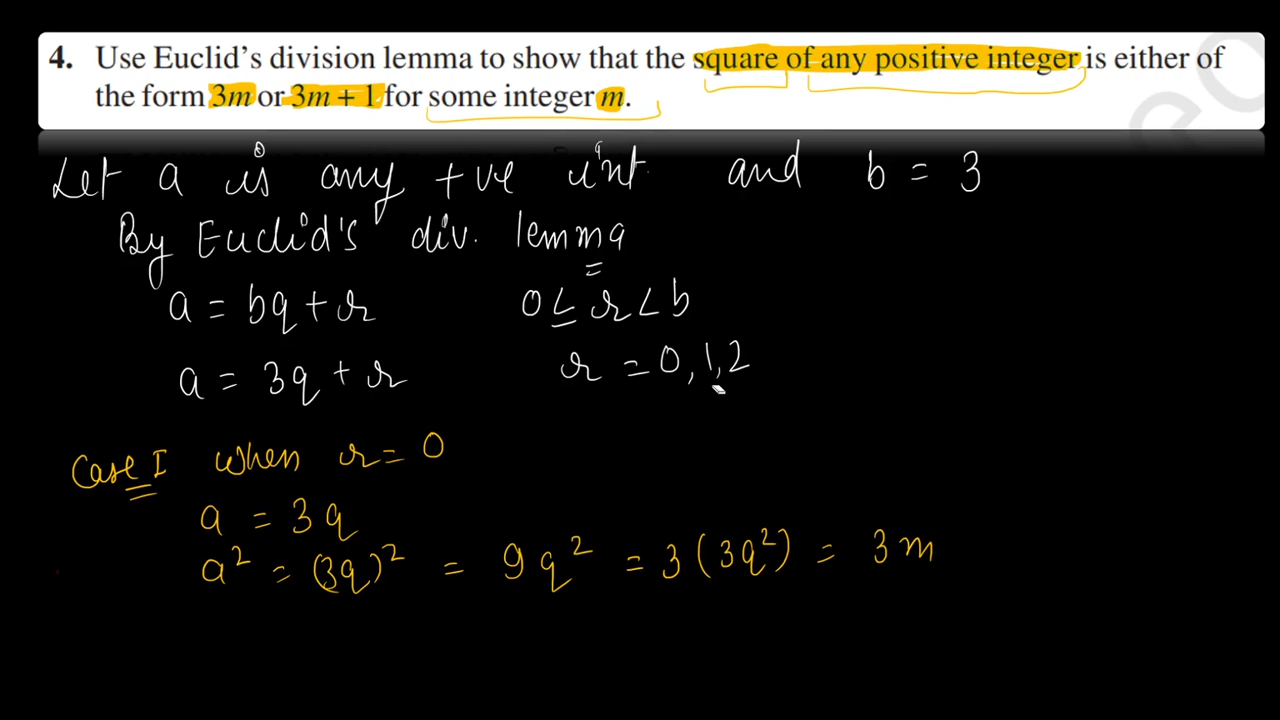 4. Use Euclid's division lemma to show that the square of any positive integer is either of
the form 3m or 3m + 1 for some integer m.
Let a is any +ve int. and b = 3
By Euclid's div. lemma
a = bq + r 0 ≤ r < b
a = 3q + r r = 0, 1, 2
Case I when r = 0
a = 3q
a² = (3q)² = 9q² = 3(3q²) = 3m